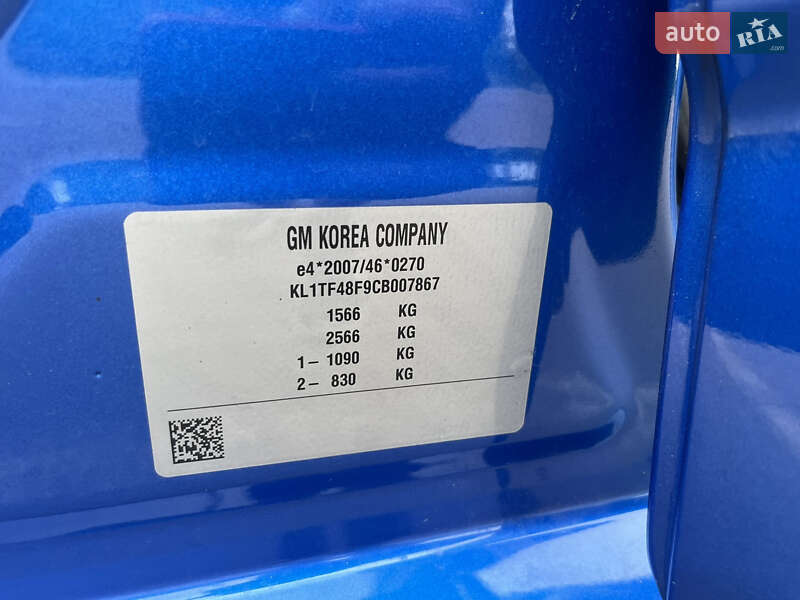 auto RIA .com
GM KOREA COMPANY
e4*2007/46*0270
KL1TF48F9CB007867
1566 KG
2566 KG
1– 1090 KG
2– 830 KG